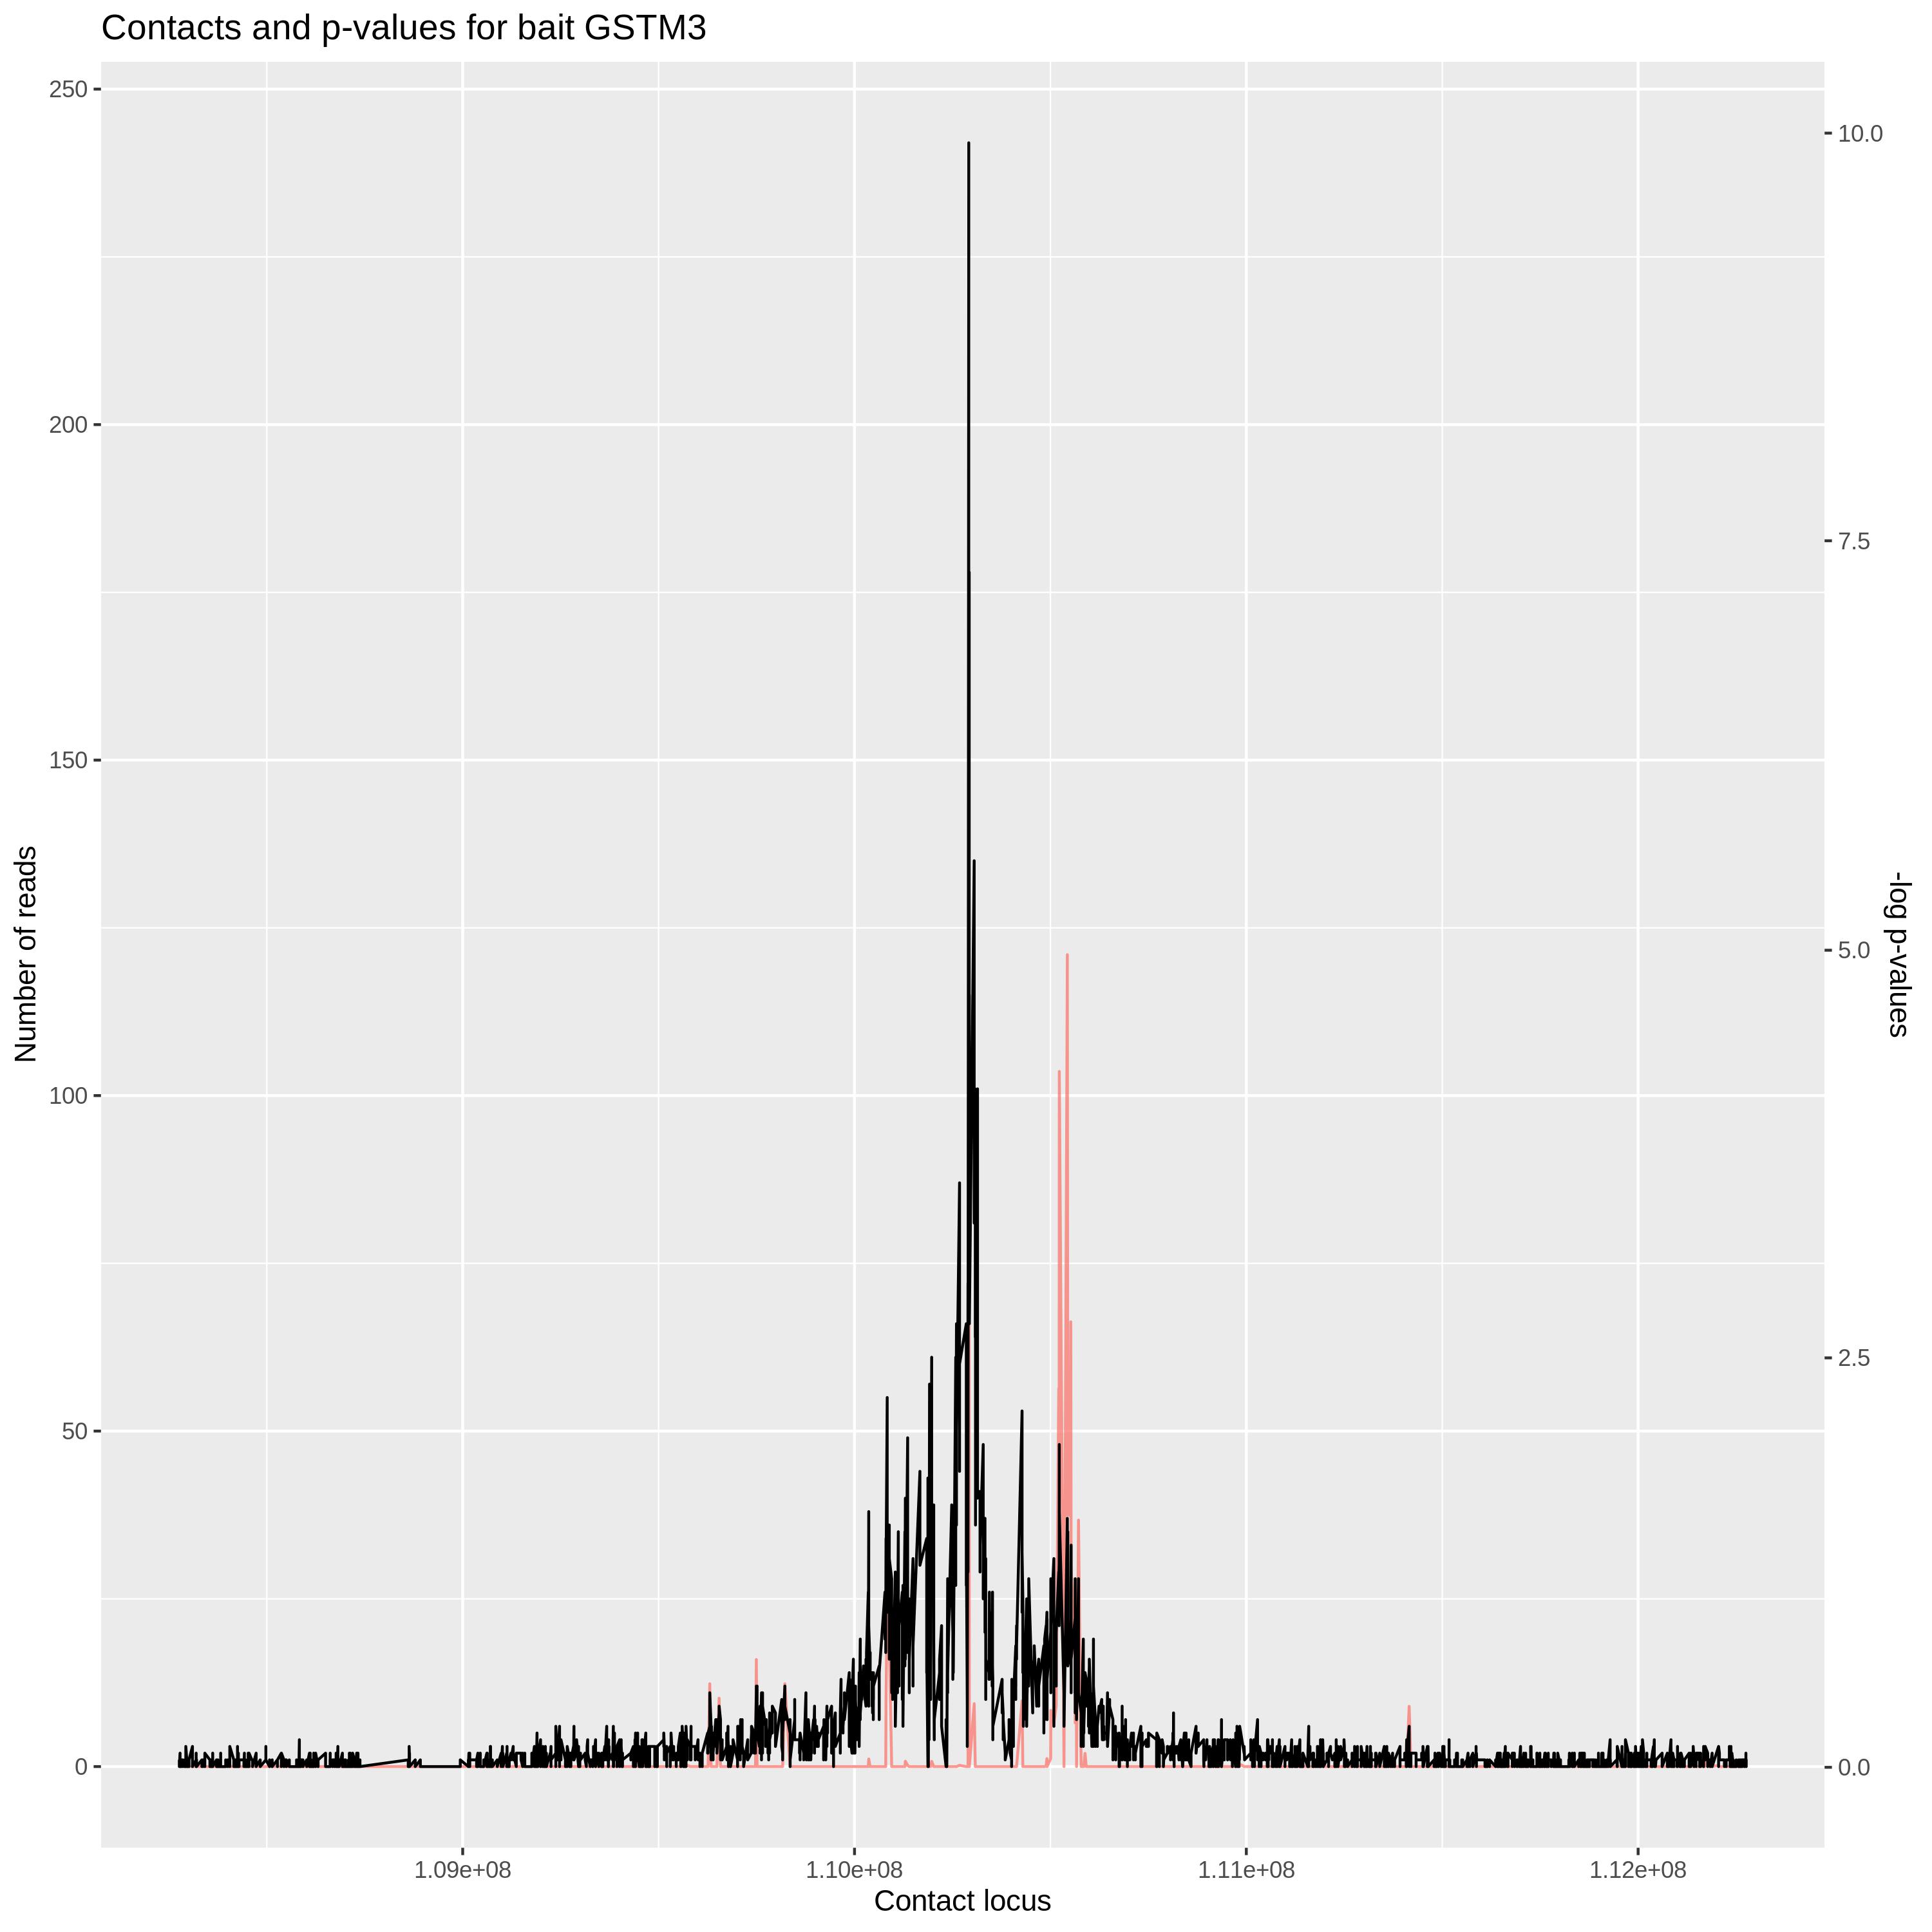 Contacts and p-values for bait GSTM3
250
200
150
100
50
0
Number of reads
10.0
7.5
5.0
2.5
0.0
-log p-values
1.09e+08
1.10e+08
1.11e+08
1.12e+08
Contact locus